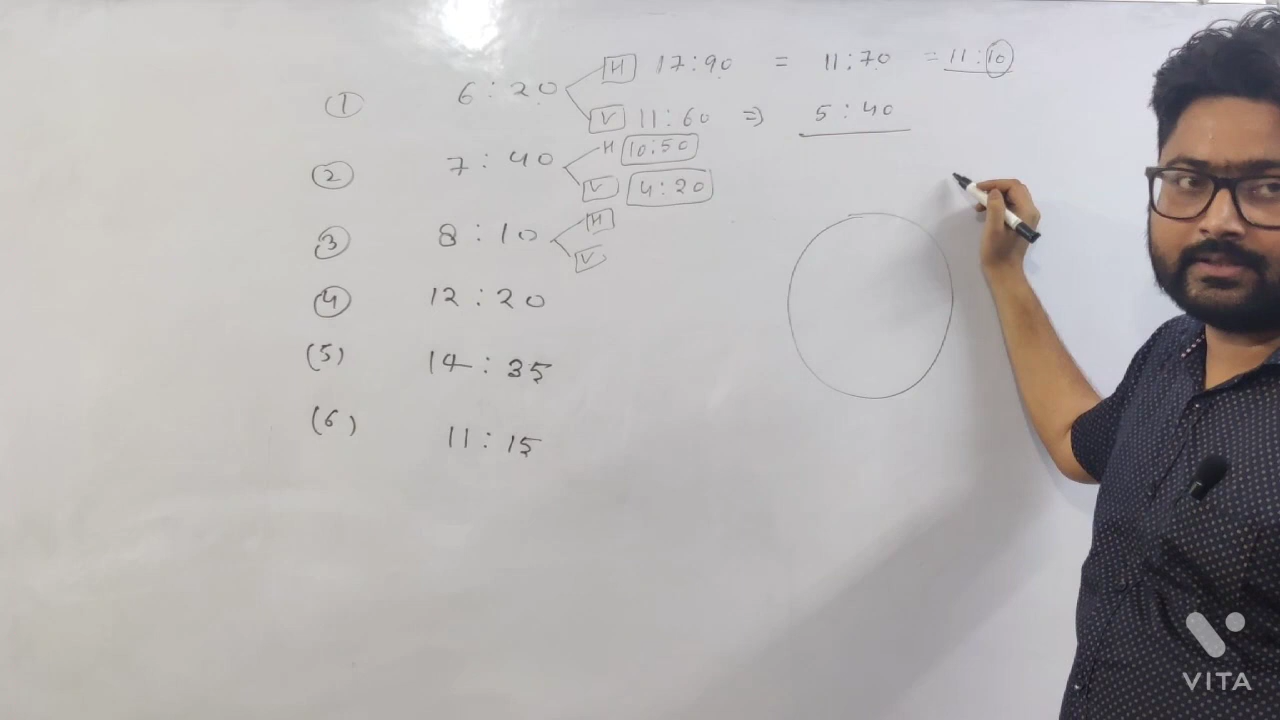 ① 6 : 20 H 17:90 = 11:70 = 11:10
V 11:60 ⇒ 5:40
② 7 : 40 H 10:50
V 4:20
③ 8 : 10 H
V
④ 12 : 20
(5) 14 : 35
(6) 11 : 15
VITA